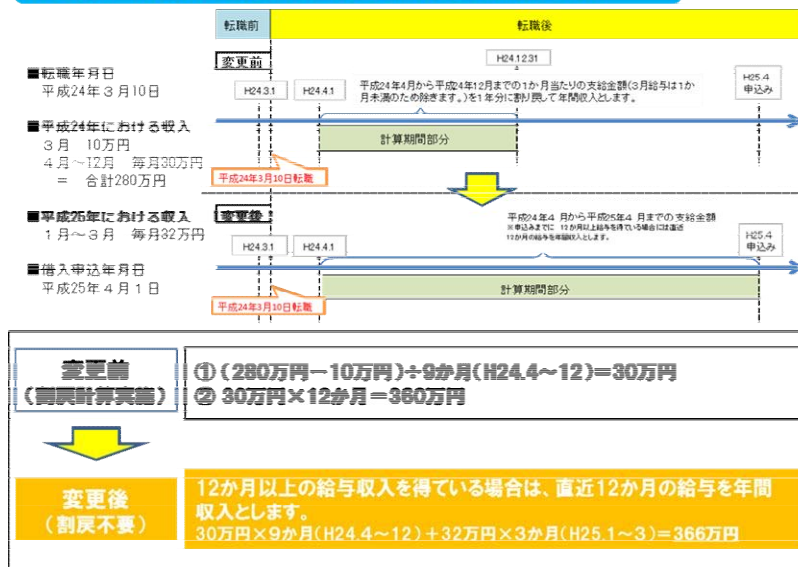 転職前
転職後
変更前
H24.12.31
■転職年月日
平成24年３月10日
H24.3.1
H24.4.1
平成24年4月から平成24年12月までの1か月当たりの支給金額(3月給与は1か
月未満のため除きます。)を1年分に割り戻して年間収入とします。
H25.4
申込み
■平成24年における収入
３月　10万円
４月～12月　毎月30万円
＝　合計280万円
計算期間部分
平成24年3月10日転職
■平成25年における収入
１月～３月　毎月32万円
変更後
H24.3.1
H24.4.1
平成24年4 月から平成25年4 月までの支給金額
※申込みまでに　12か月以上給与を得ている場合には直近
12か月の給与を年間収入とします。
H25.4
申込み
■借入申込年月日
平成25年４月１日
計算期間部分
平成24年3月10日転職
変更前
（割戻計算実施）
①（280万円－10万円）÷9か月（H24.4～12）＝30万円
② 30万円×12か月＝360万円
変更後
（割戻不要）
12か月以上の給与収入を得ている場合は、直近12か月の給与を年間
収入とします。
30万円×9か月（H24.4～12）＋32万円×3か月（H25.1～3）＝366万円